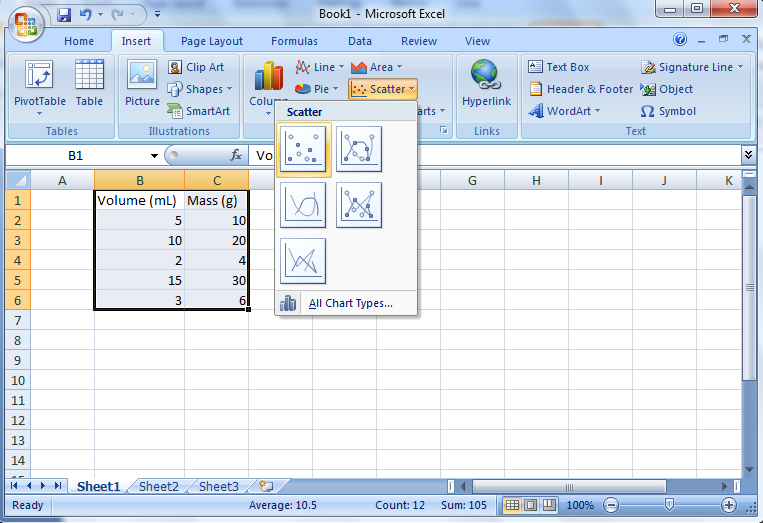 Book1 - Microsoft Excel
Home Insert Page Layout Formulas Data Review View
PivotTable Table
Tables
Picture
Clip Art
Shapes
SmartArt
Illustrations
Column
Line
Pie
Area
Scatter
Hyperlink
Links
Text Box
Header & Footer
WordArt
Signature Line
Object
Symbol
Text
B1 fx Vo
Scatter
All Chart Types...
A B C G H I J K
1 Volume (mL) Mass (g)
2 5 10
3 10 20
4 2 4
5 15 30
6 3 6
7
8
9
10
11
12
13
14
Sheet1 Sheet2 Sheet3
Ready Average: 10.5 Count: 12 Sum: 105 100%